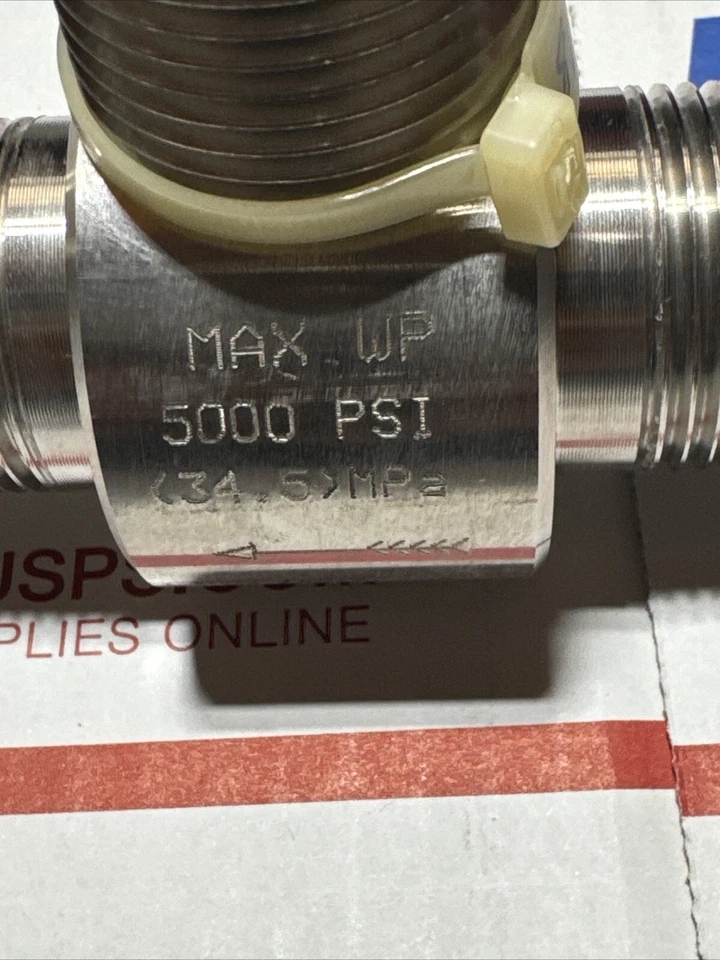 MAX WP
5000 PSI
(34.5)MPa
PLIES ONLINE